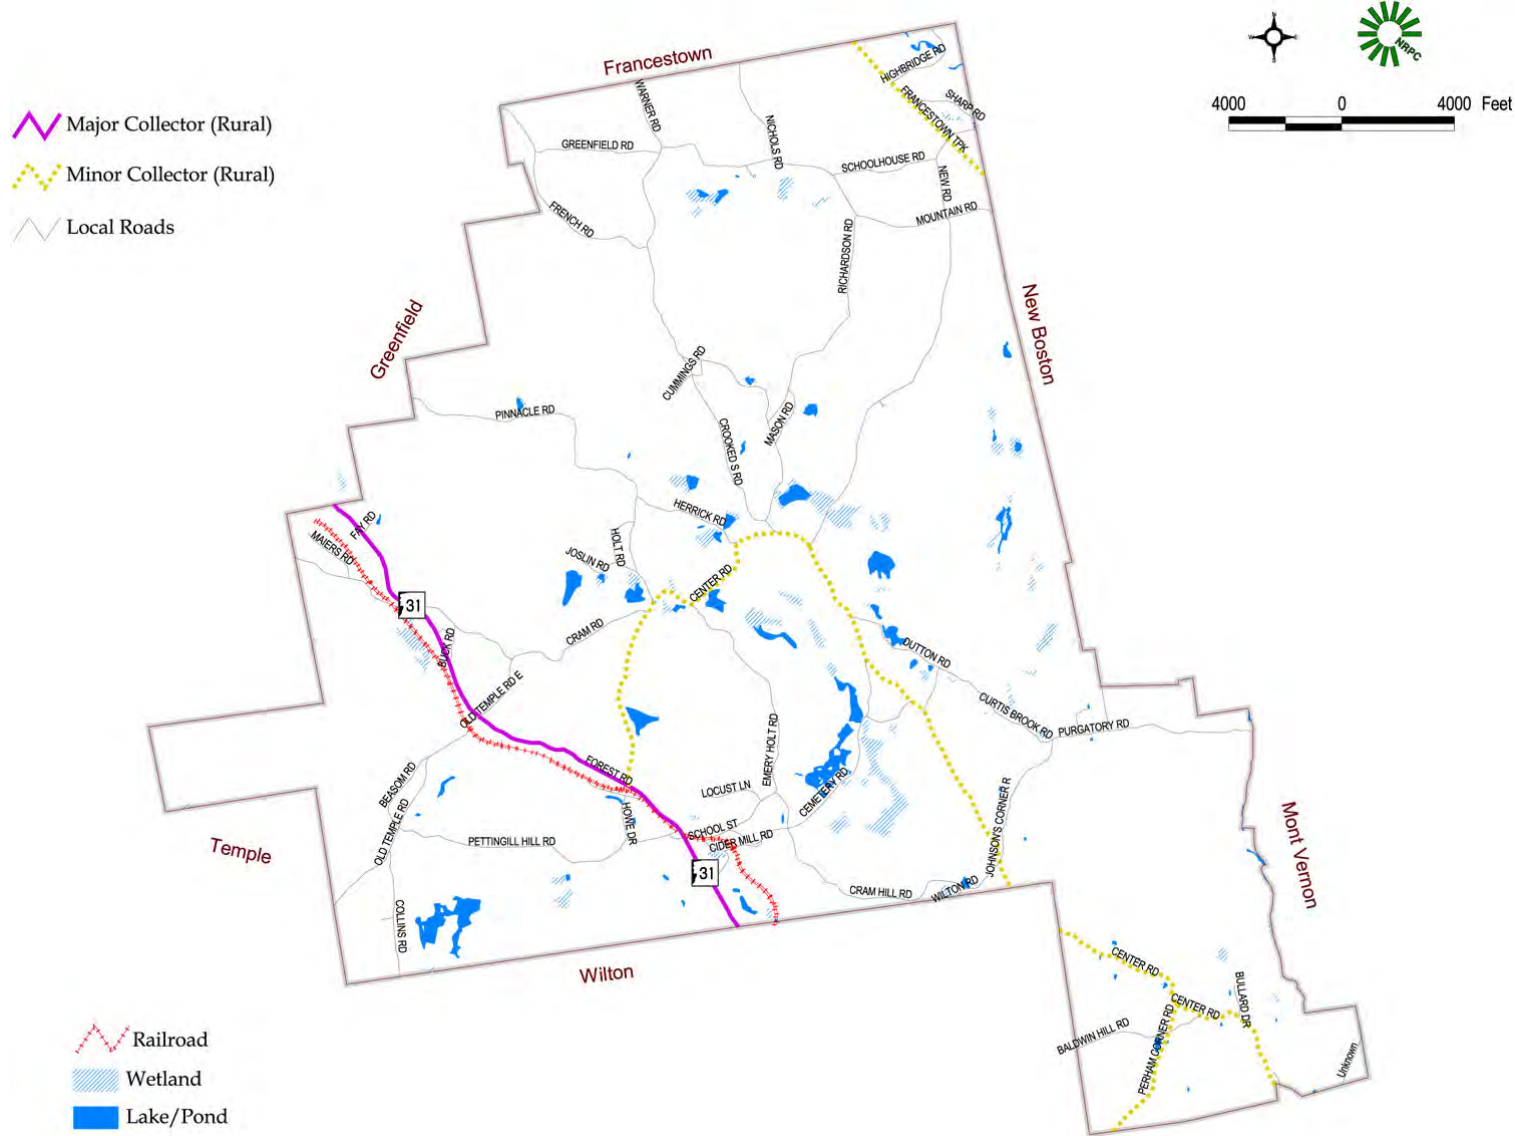 Francestown
NRPC
4000 0 4000 Feet
Major Collector (Rural)
Minor Collector (Rural)
Local Roads
HIGHBRIDGE RD
SHARP RD
FRANCESTOWN TPK
WARNER RD
NICHOLS RD
GREENFIELD RD
SCHOOLHOUSE RD
NEW RD
MOUNTAIN RD
FRENCH RD
RICHARDSON RD
New Boston
Greenfield
CUMMINGS RD
PINNACLE RD
MASON RD
CROOKED S RD
HERRICK RD
FAY RD
MAIERS RD
HOLT RD
JOSLIN RD
CENTER RD
31
CRAM RD
DUTTON RD
OLD TEMPLE RD E
CURTIS BROOK RD
PURGATORY RD
EMERY HOLT RD
FOREST RD
BEASOM RD
LOCUST LN
CEMETERY RD
HOWE DR
OLD TEMPLE RD
SCHOOL ST
CIDER MILL RD
PETTINGILL HILL RD
JOHNSON'S CORNER R
Temple
Mont Vernon
31
CRAM HILL RD
WILTON RD
COLLINS RD
Wilton
CENTER RD
BULLARD DR
CENTER RD
BALDWIN HILL RD
PERHAM CORNER RD
Unknown
Railroad
Wetland
Lake/Pond